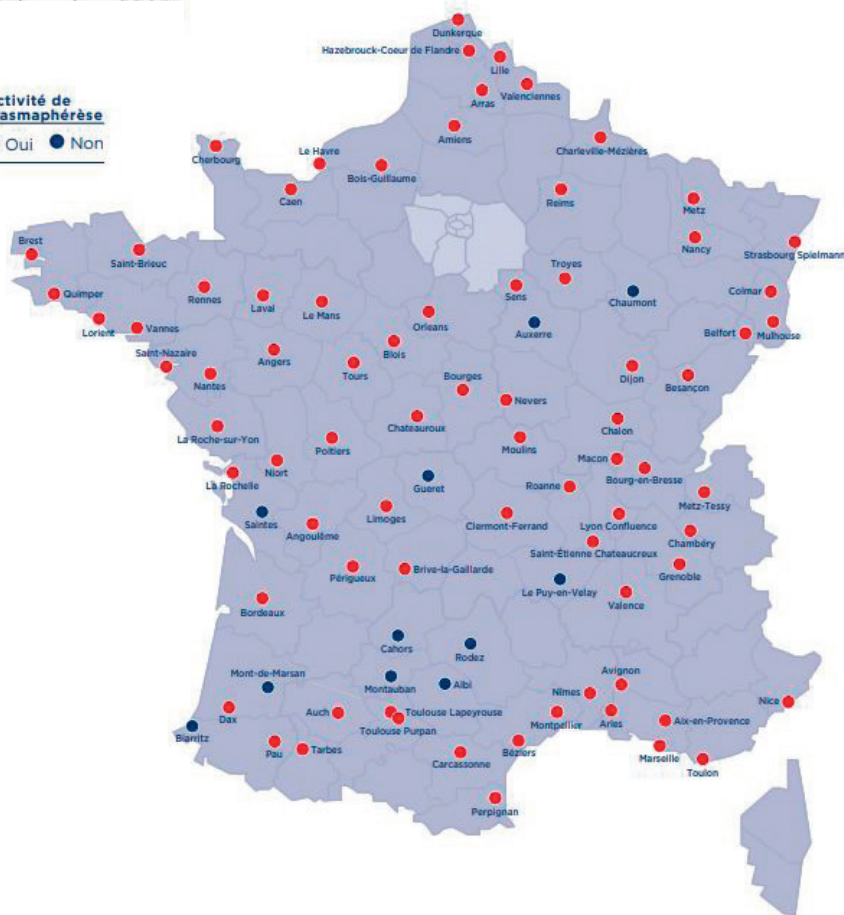 Dunkerque
Hazebrouck-Coeur de Flandre
Lille
Valenciennes
Arras
ctivité de
asmaphérèse
Oui Non
Amiens
Charleville-Mézières
Cherbourg
Le Havre
Bois-Guillaume
Caen
Reims
Metz
Nancy
Strasbourg Spielmann
Brest
Saint-Brieuc
Troyes
Quimper
Rennes
Laval
Le Mans
Sens
Chaumont
Colmar
Lorient
Vannes
Orleans
Auxerre
Belfort
Mulhouse
Saint-Nazaire
Angers
Blois
Nantes
Tours
Bourges
Dijon
Besançon
Nevers
Chateauroux
Chalon
La Roche-sur-Yon
Poitiers
Moulins
Macon
Niort
Bourg-en-Bresse
La Rochelle
Gueret
Roanne
Metz-Tessy
Saintes
Limoges
Clermont-Ferrand
Lyon Confluence
Angoulême
Chambéry
Saint-Étienne Chateaucreux
Périgueux
Brive-la-Gaillarde
Grenoble
Le Puy-en-Velay
Valence
Bordeaux
Cahors
Rodez
Mont-de-Marsan
Montauban
Albi
Avignon
Nîmes
Nice
Dax
Auch
Toulouse Lapeyrouse
Montpellier
Arles
Aix-en-Provence
Toulouse Purpan
Biarritz
Pau
Tarbes
Carcassonne
Béziers
Marseille
Toulon
Perpignan